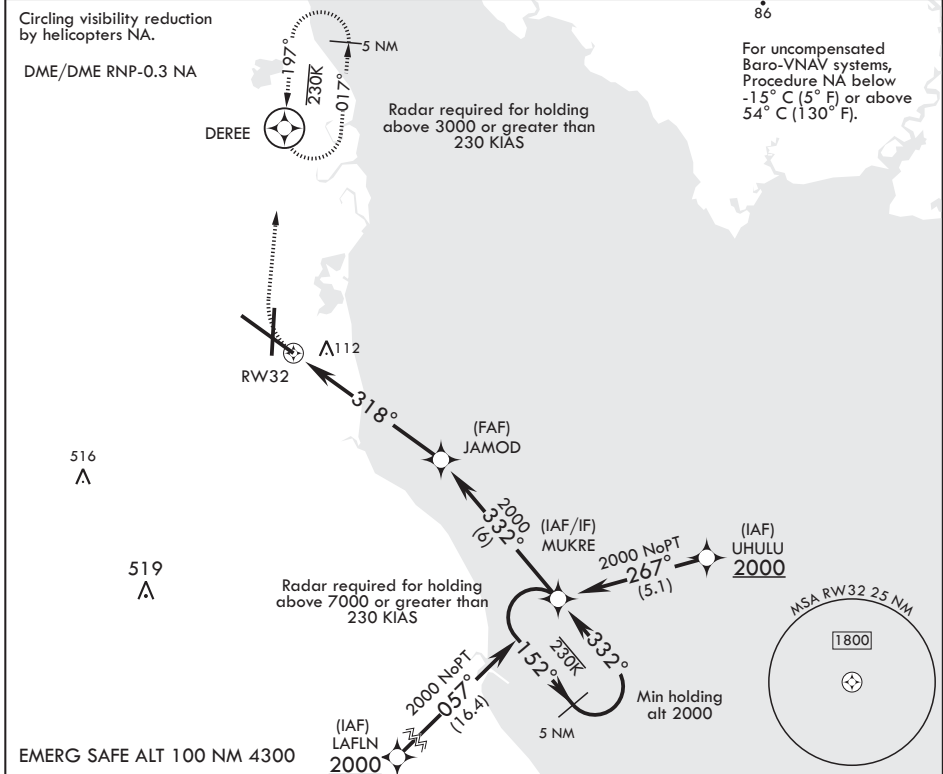 Circling visibility reduction
by helicopters NA.
DME/DME RNP-0.3 NA
86
For uncompensated
Baro-VNAV systems,
Procedure NA below
-15° C (5° F) or above
54° C (130° F).
197°
230K
017°
5 NM
DEREE
Radar required for holding
above 3000 or greater than
230 KIAS
112
RW32
318°
(FAF)
JAMOD
516
519
2000
332°
(6)
(IAF/IF)
MUKRE
2000 NoPT
267°
(5.1)
(IAF)
UHULU
2000
Radar required for holding
above 7000 or greater than
230 KIAS
152°
230K
332°
5 NM
Min holding
alt 2000
MSA RW32 25 NM
1800
2000 NoPT
057°
(16.4)
(IAF)
LAFLN
2000
EMERG SAFE ALT 100 NM 4300